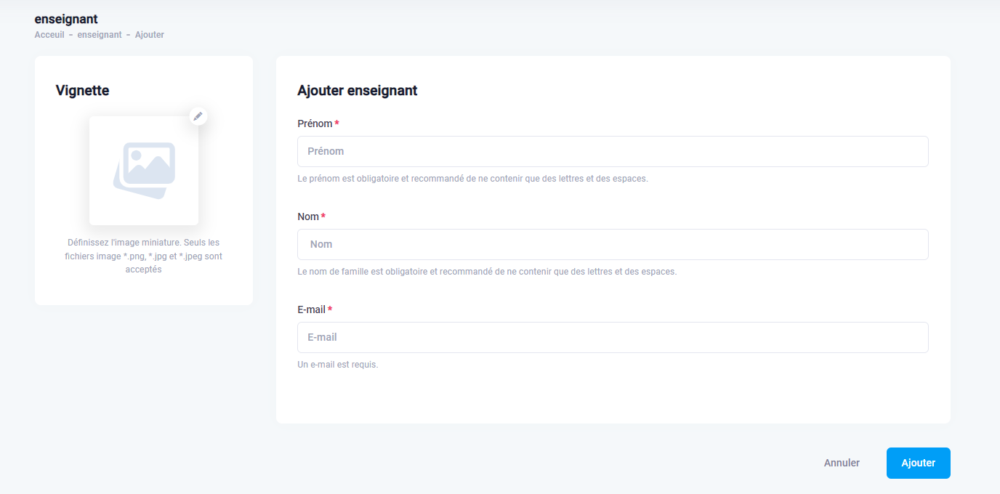 enseignant
Acceuil - enseignant - Ajouter
Vignette
Définissez l'image miniature. Seuls les
fichiers image *.png, *.jpg et *.jpeg sont
acceptés
Ajouter enseignant
Prénom *
Prénom
Le prénom est obligatoire et recommandé de ne contenir que des lettres et des espaces.
Nom *
Nom
Le nom de famille est obligatoire et recommandé de ne contenir que des lettres et des espaces.
E-mail *
E-mail
Un e-mail est requis.
Annuler
Ajouter